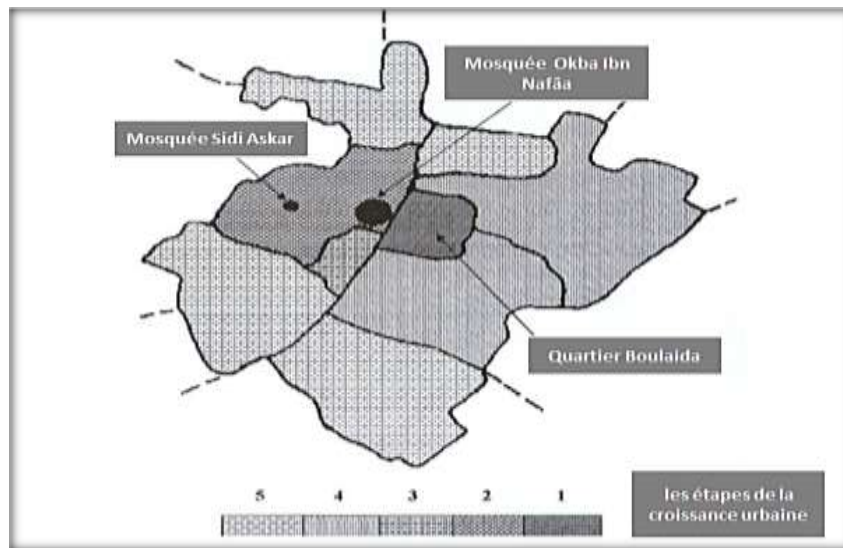 Mosquée Okba Ibn
Nafâa
Mosquée Sidi Askar
Quartier Boulaida
5 4 3 2 1
les étapes de la
croissance urbaine